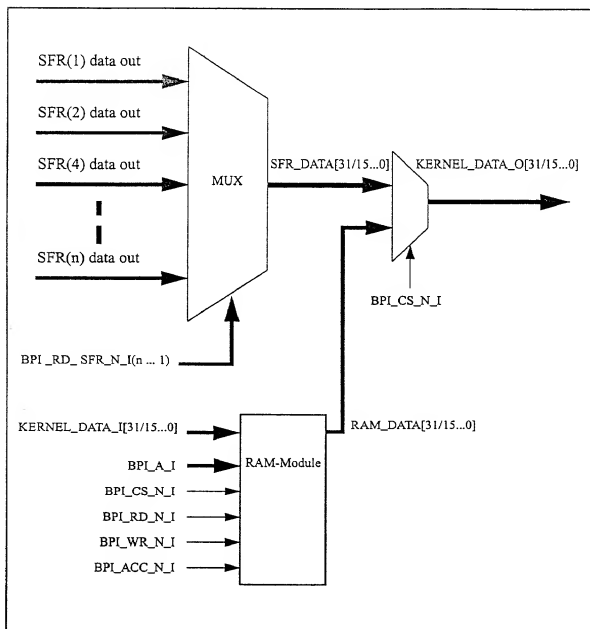 SFR(1) data out
SFR(2) data out
SFR(4) data out
SFR(n) data out
MUX
SFR_DATA[31/15...0]
KERNEL_DATA_O[31/15...0]
BPI_CS_N_I
BPI _RD_ SFR_N_I(n ... 1)
KERNEL_DATA_I[31/15...0]
RAM_DATA[31/15...0]
RAM-Module
BPI_A_I
BPI_CS_N_I
BPI_RD_N_I
BPI_WR_N_I
BPI_ACC_N_I